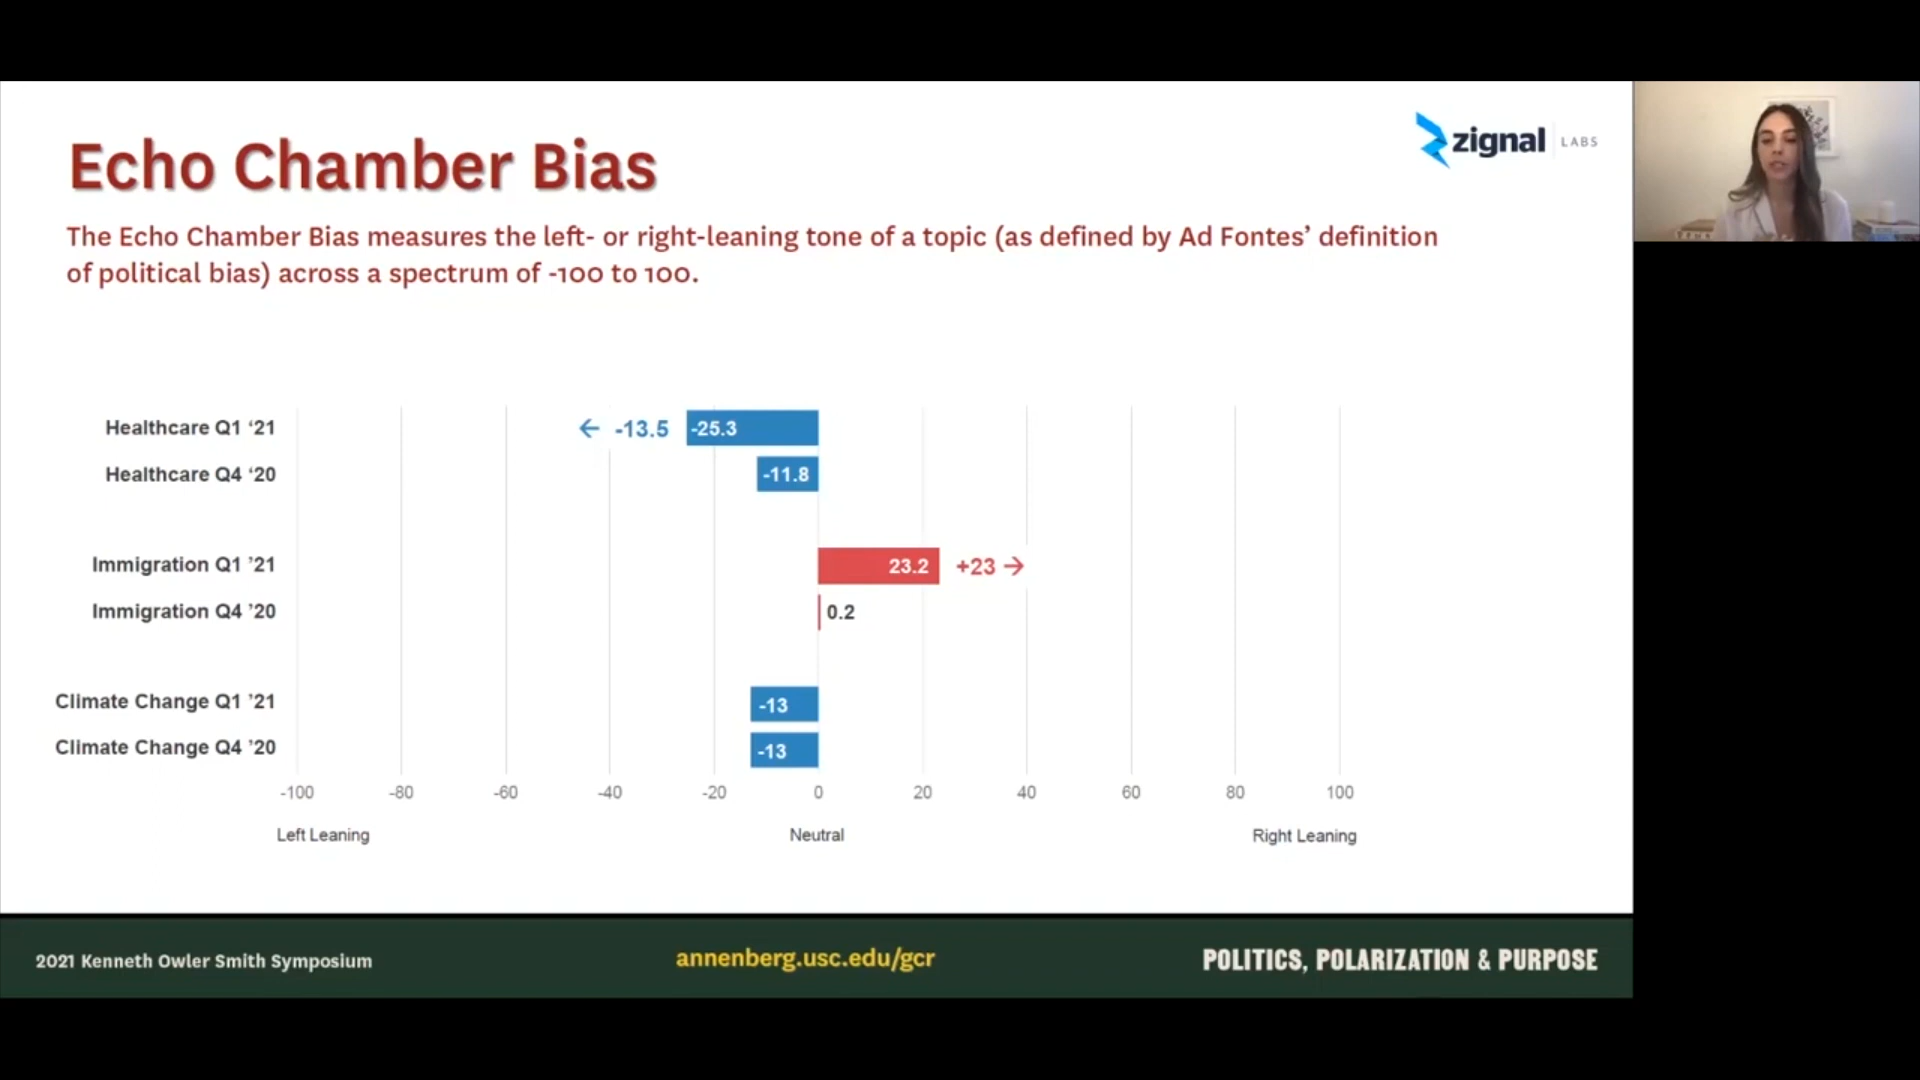 Echo Chamber Bias
zignal LABS
The Echo Chamber Bias measures the left- or right-leaning tone of a topic (as defined by Ad Fontes’ definition
of political bias) across a spectrum of -100 to 100.
Healthcare Q1 ‘21
← -13.5 -25.3
Healthcare Q4 ‘20
-11.8
Immigration Q1 ’21
23.2 +23 →
Immigration Q4 ’20
0.2
Climate Change Q1 ’21
-13
Climate Change Q4 ’20
-13
-100 -80 -60 -40 -20 0 20 40 60 80 100
Left Leaning Neutral Right Leaning
2021 Kenneth Owler Smith Symposium
annenberg.usc.edu/gcr
POLITICS, POLARIZATION & PURPOSE